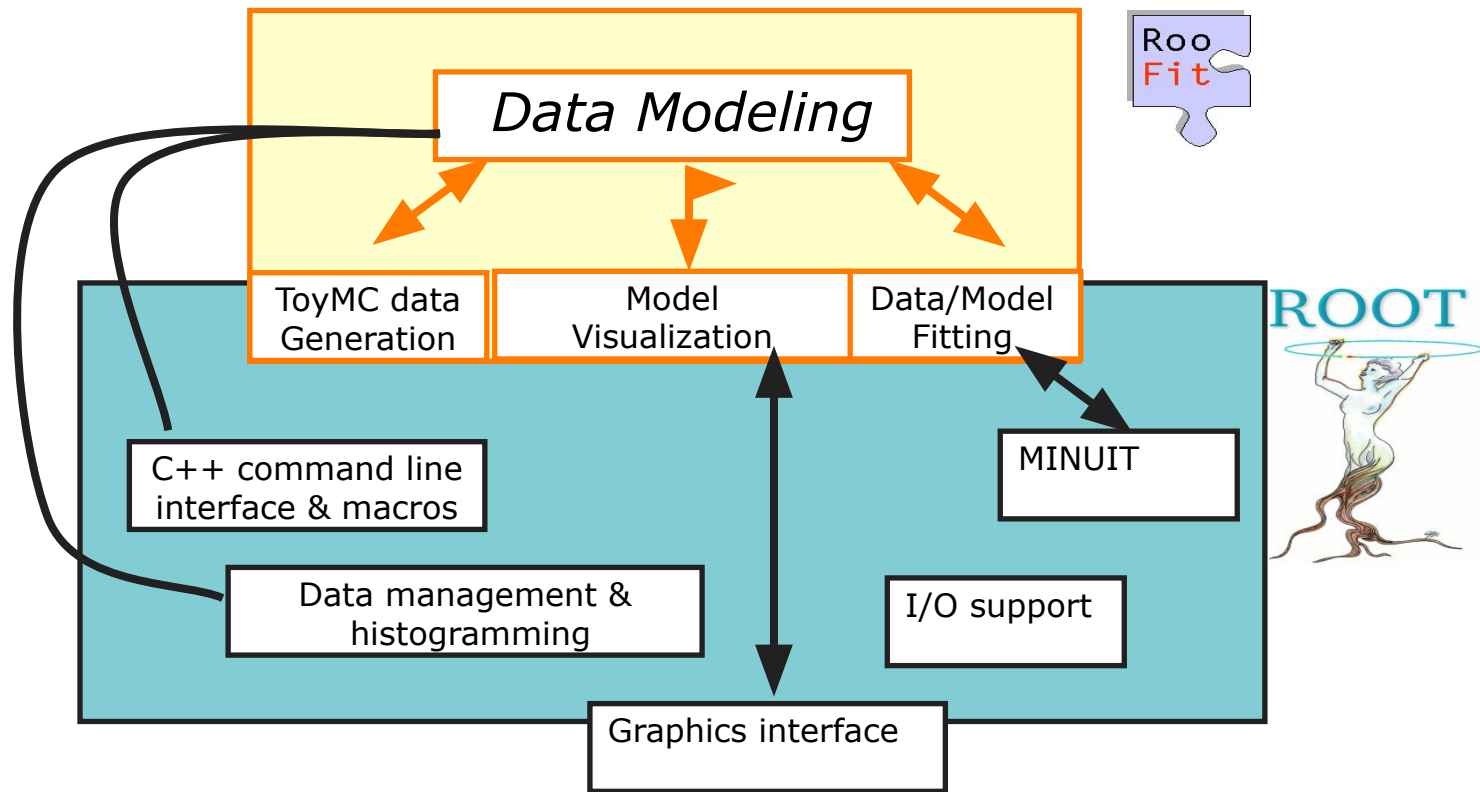 Roo
Fit
Data Modeling
ToyMC data
Generation
Model
Visualization
Data/Model
Fitting
ROOT
C++ command line
interface & macros
MINUIT
Data management &
histogramming
I/O support
Graphics interface